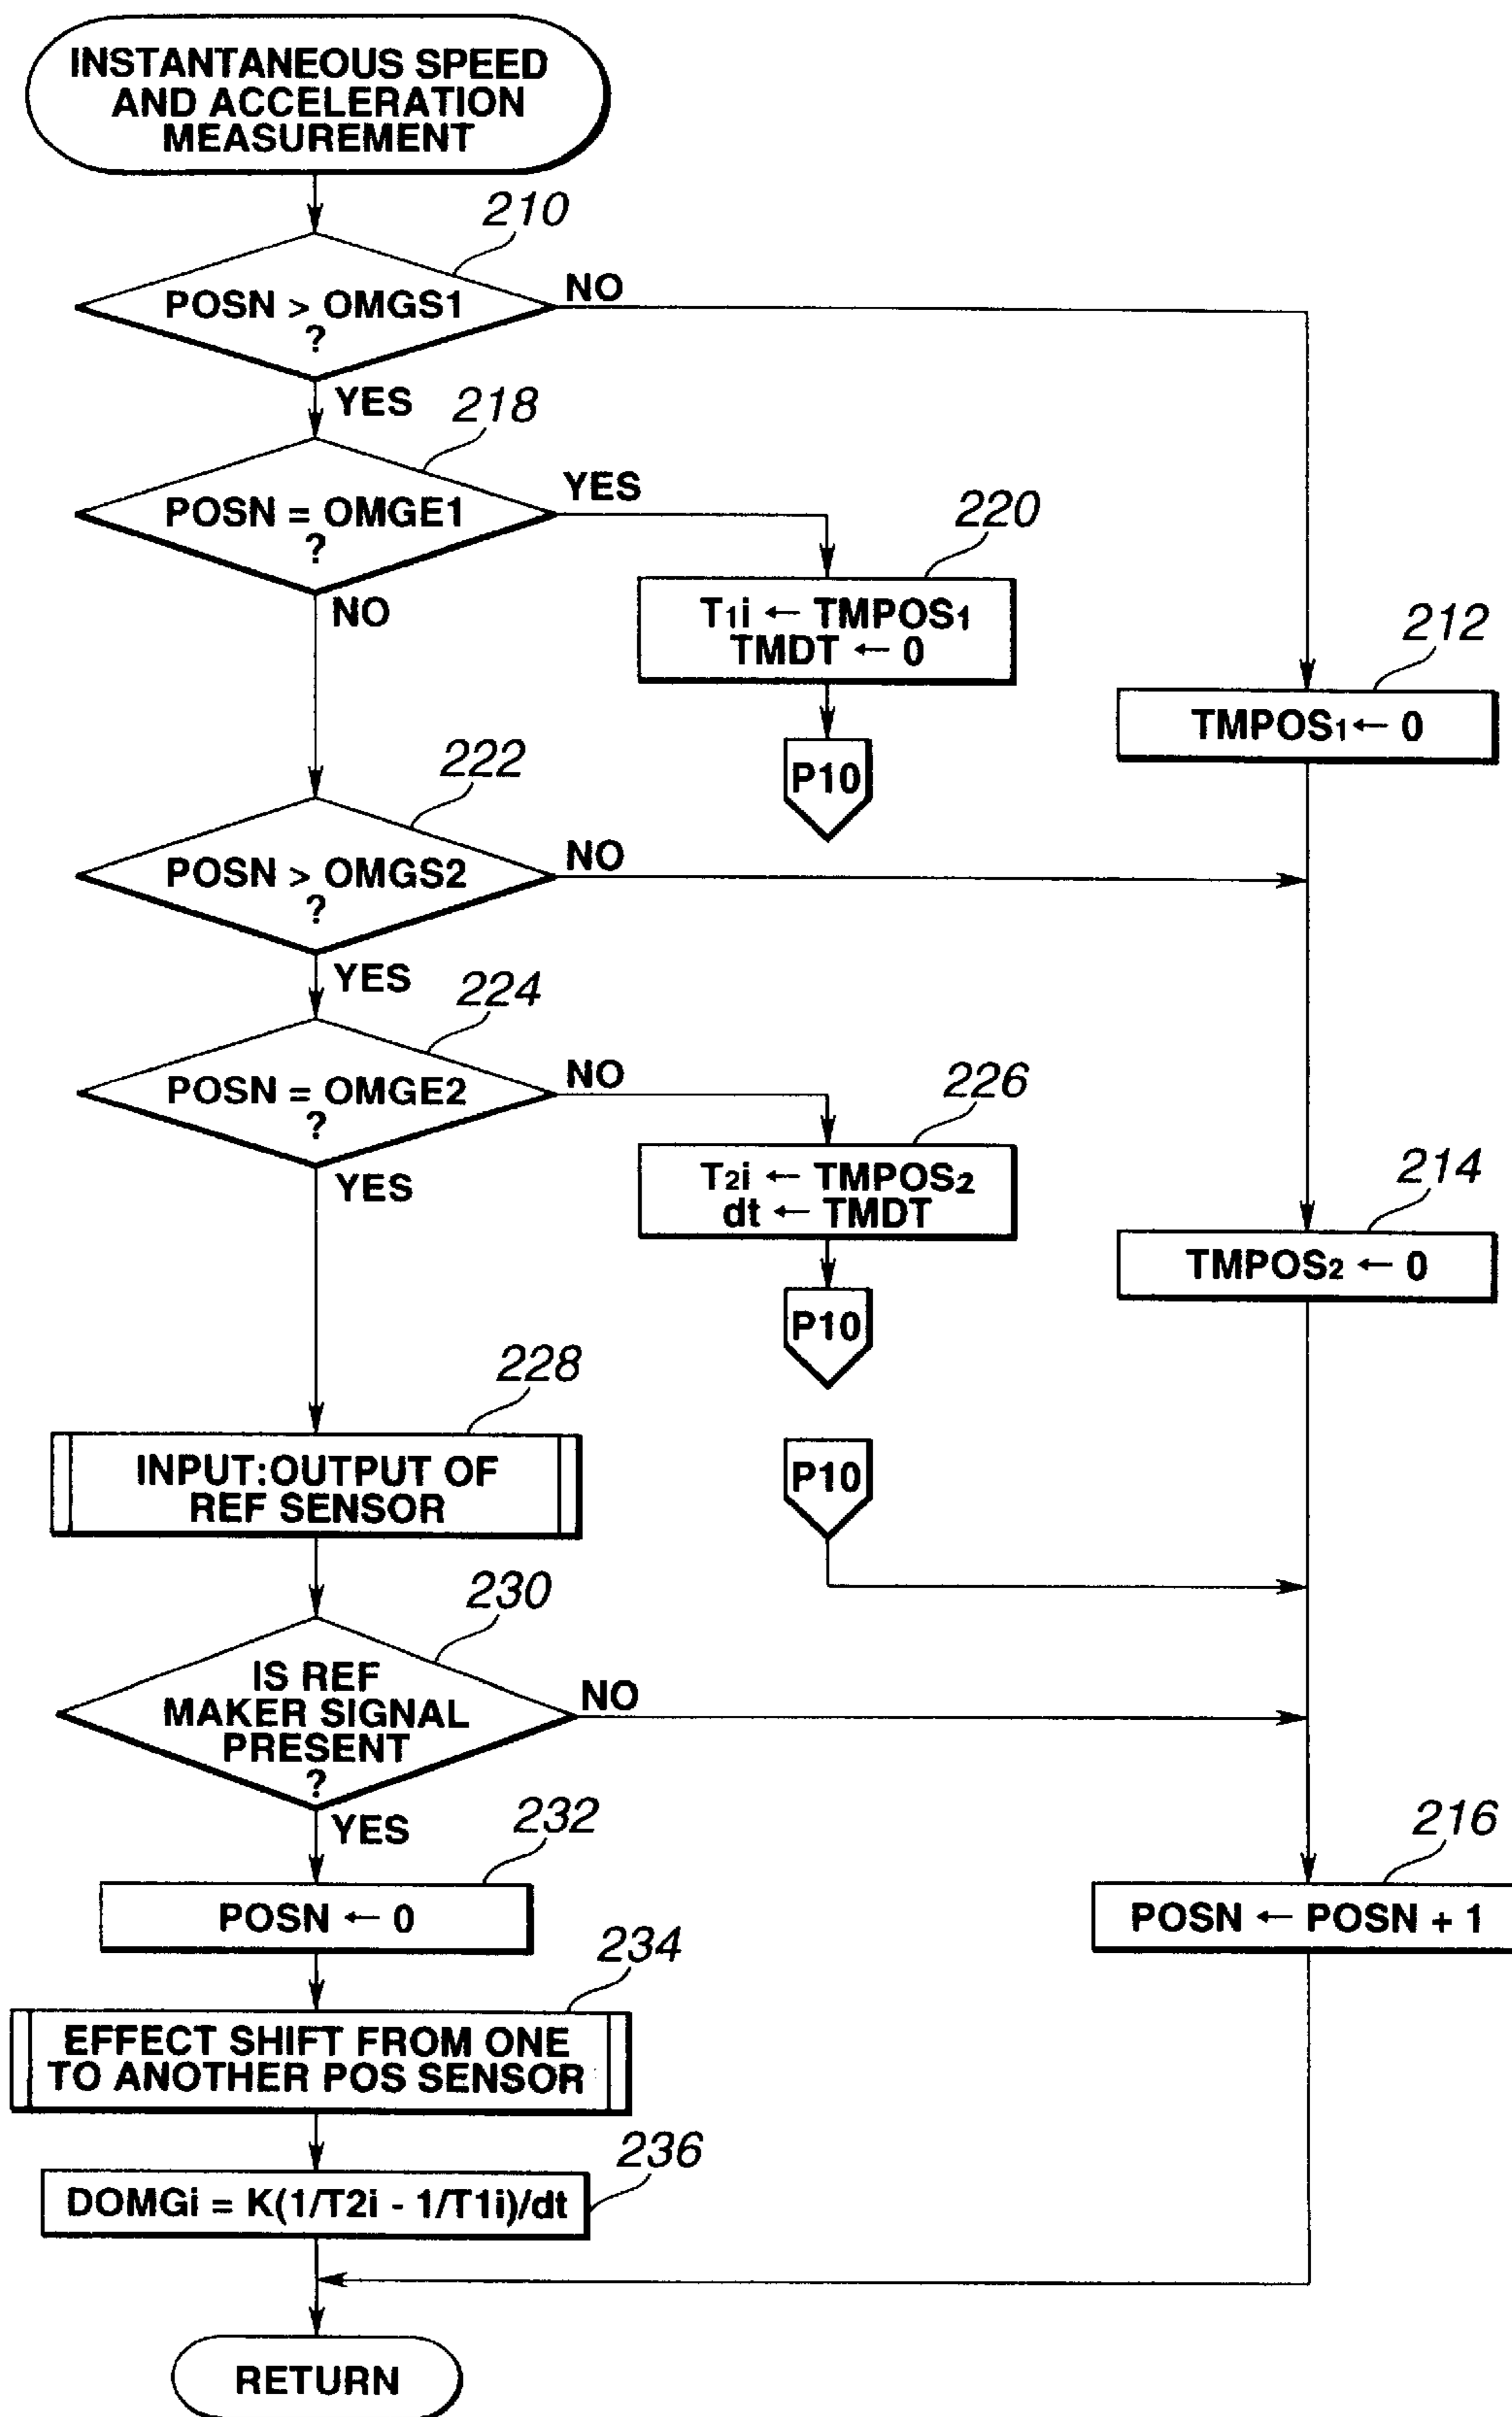 INSTANTANEOUS SPEED
AND ACCELERATION
MEASUREMENT
210
POSN > OMGS1
?
NO
YES
218
POSN = OMGE1
?
YES
NO
220
T1i ← TMPOS1
TMDT ← 0
P10
212
TMPOS1 ← 0
222
POSN > OMGS2
?
NO
YES
224
POSN = OMGE2
?
NO
YES
226
T2i ← TMPOS2
dt ← TMDT
P10
214
TMPOS2 ← 0
228
INPUT:OUTPUT OF
REF SENSOR
P10
230
IS REF
MAKER SIGNAL
PRESENT
?
NO
YES
232
POSN ← 0
216
POSN ← POSN + 1
234
EFFECT SHIFT FROM ONE
TO ANOTHER POS SENSOR
236
DOMGi = K(1/T2i - 1/T1i)/dt
RETURN